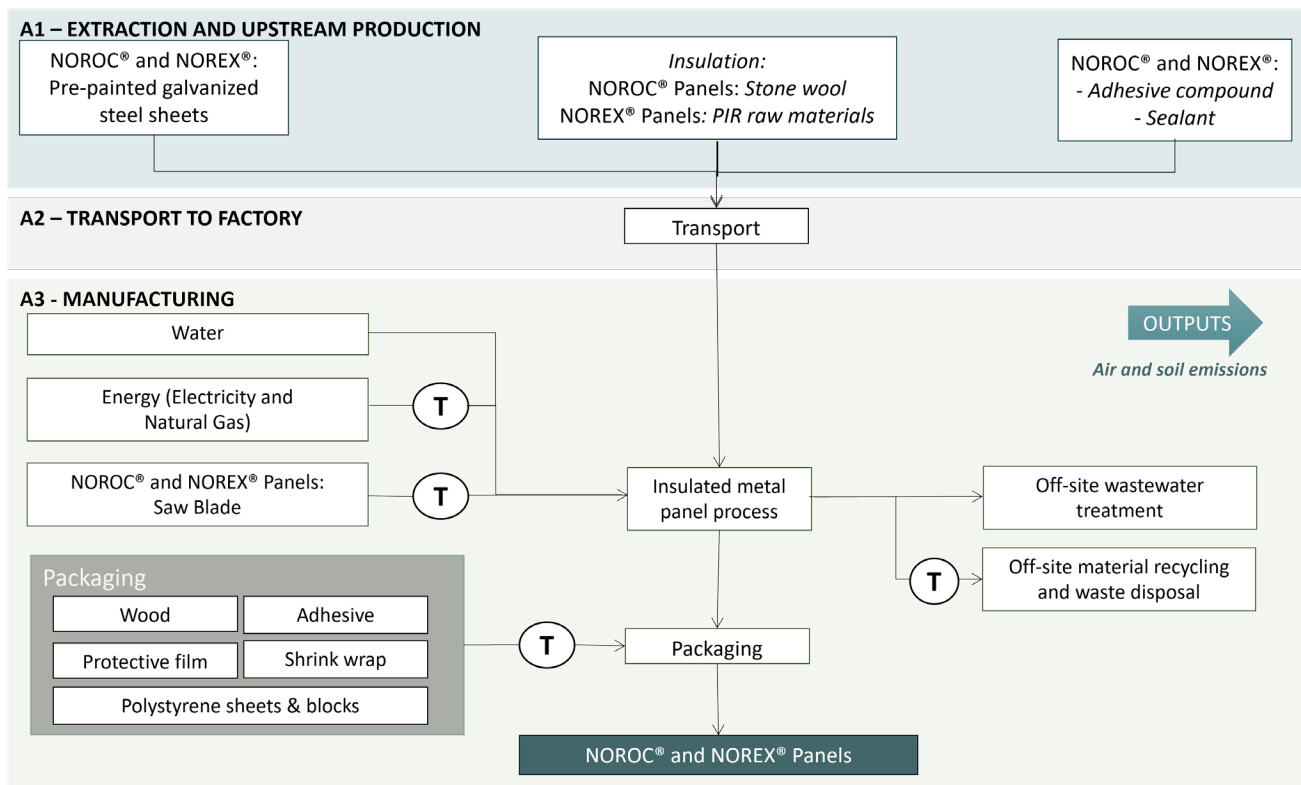 A1 – EXTRACTION AND UPSTREAM PRODUCTION
NOROC® and NOREX®:
Pre-painted galvanized
steel sheets
Insulation:
NOROC® Panels: Stone wool
NOREX® Panels: PIR raw materials
NOROC® and NOREX®:
- Adhesive compound
- Sealant
A2 – TRANSPORT TO FACTORY
Transport
A3 - MANUFACTURING
Water
OUTPUTS
Air and soil emissions
Energy (Electricity and
Natural Gas)
T
NOROC® and NOREX® Panels:
Saw Blade
T
Insulated metal
panel process
Off-site wastewater
treatment
Off-site material recycling
and waste disposal
T
Packaging
Wood
Adhesive
Protective film
Shrink wrap
Polystyrene sheets & blocks
T
Packaging
NOROC® and NOREX® Panels